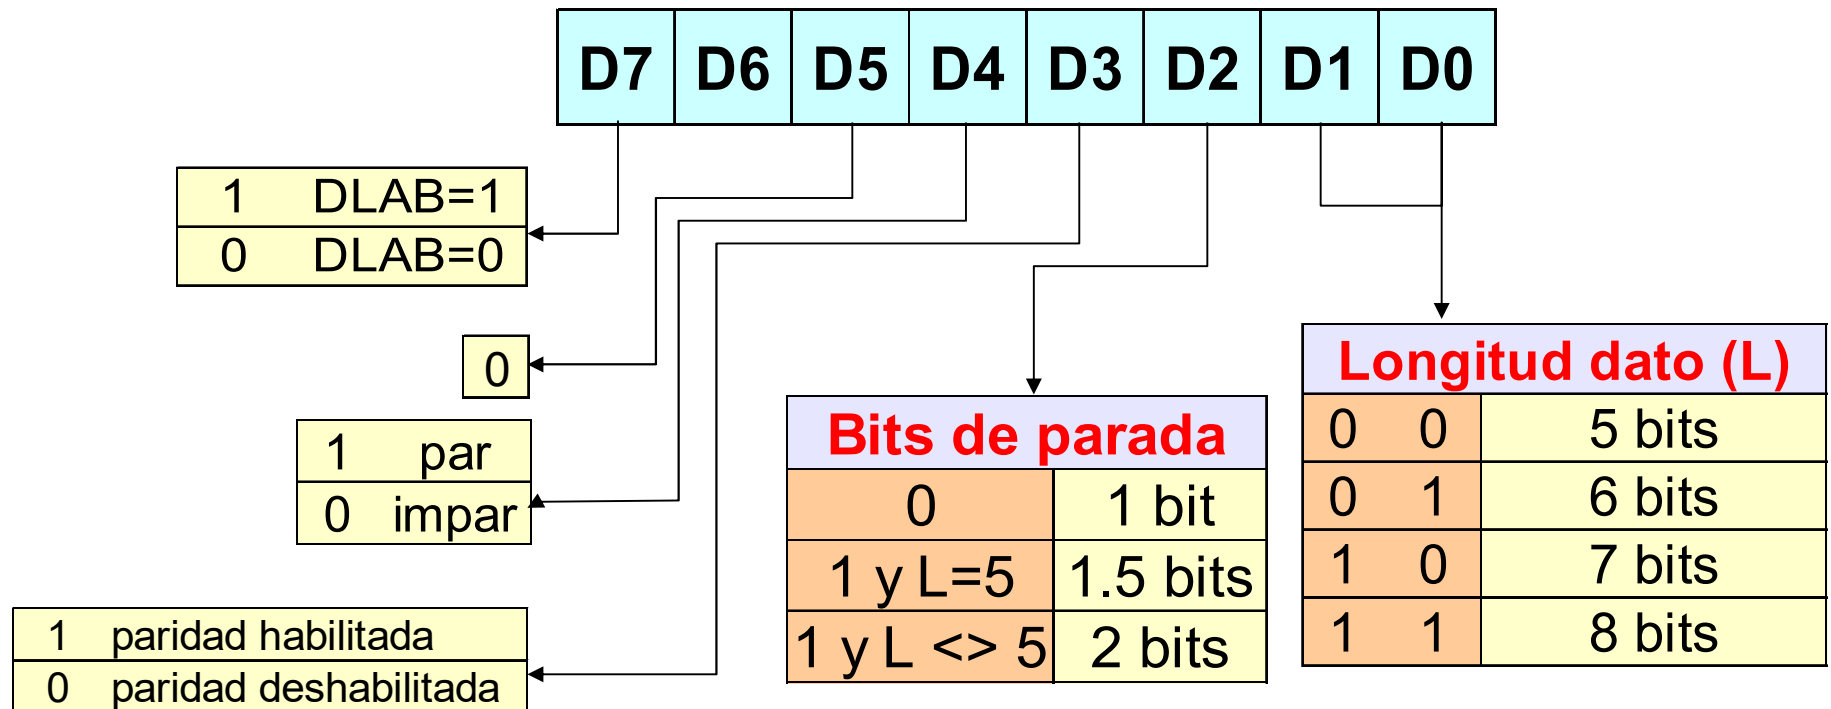 D7 D6 D5 D4 D3 D2 D1 D0
1 DLAB=1
0 DLAB=0
0
1 par
0 impar
1 paridad habilitada
0 paridad deshabilitada
Bits de parada
0 1 bit
1 y L=5 1.5 bits
1 y L <> 5 2 bits
Longitud dato (L)
0 0 5 bits
0 1 6 bits
1 0 7 bits
1 1 8 bits